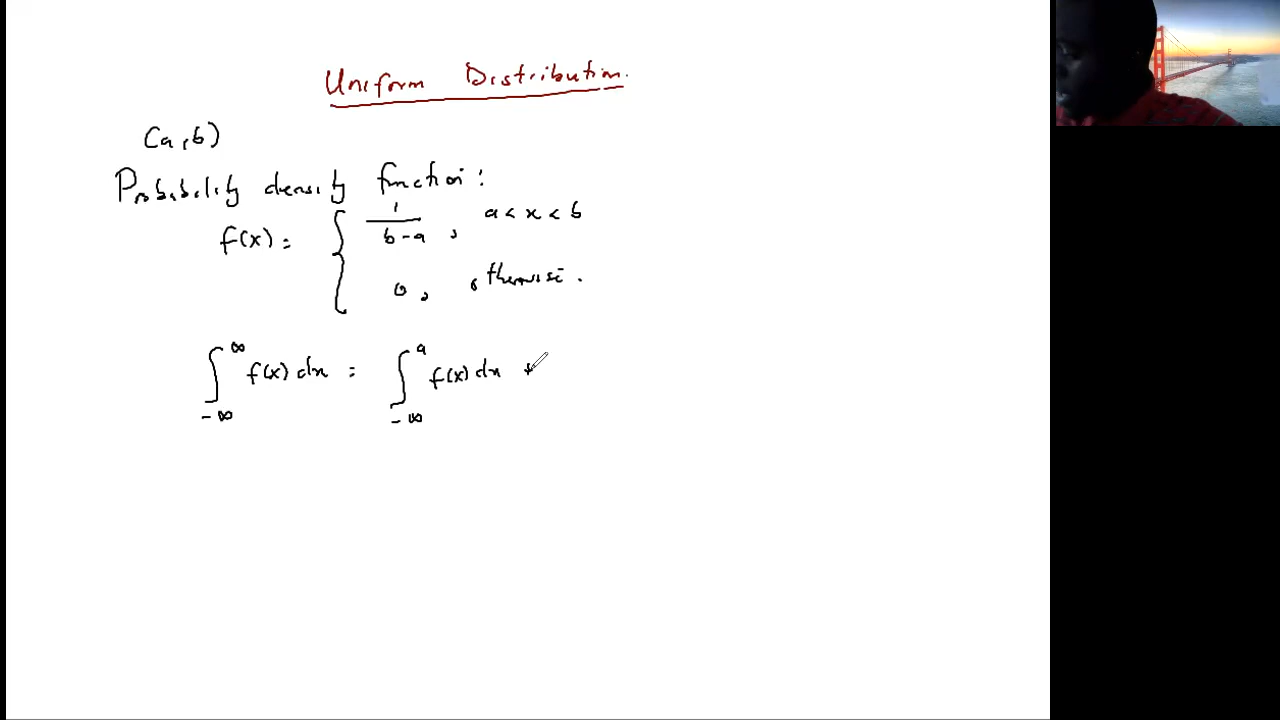 Uniform Distribution.
(a, b)
Probability density function:
f(x) = { 1/(b-a), a < x < b
0, otherwise.
∫_{-∞}^{∞} f(x) dx = ∫_{-∞}^{a} f(x) dx +